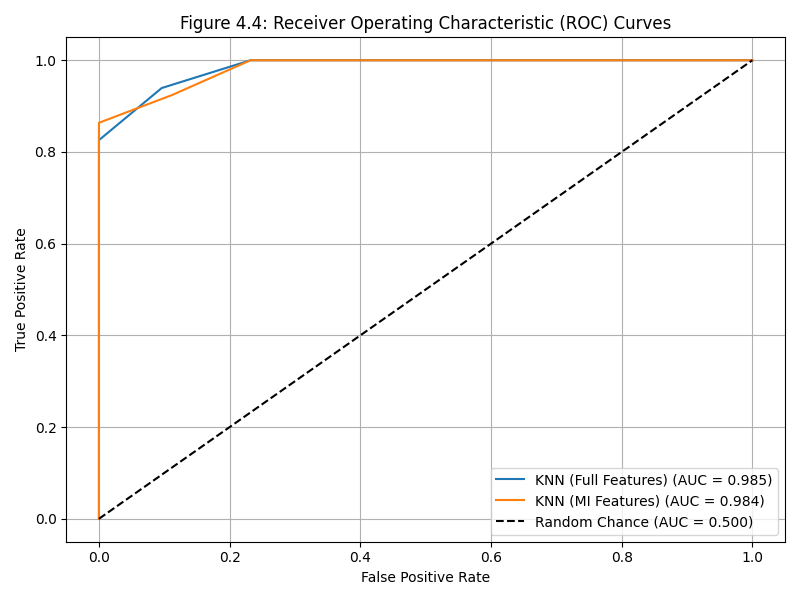 Figure 4.4: Receiver Operating Characteristic (ROC) Curves
True Positive Rate
1.0
0.8
0.6
0.4
0.2
0.0
KNN (Full Features) (AUC = 0.985)
KNN (MI Features) (AUC = 0.984)
Random Chance (AUC = 0.500)
0.0 0.2 0.4 0.6 0.8 1.0
False Positive Rate